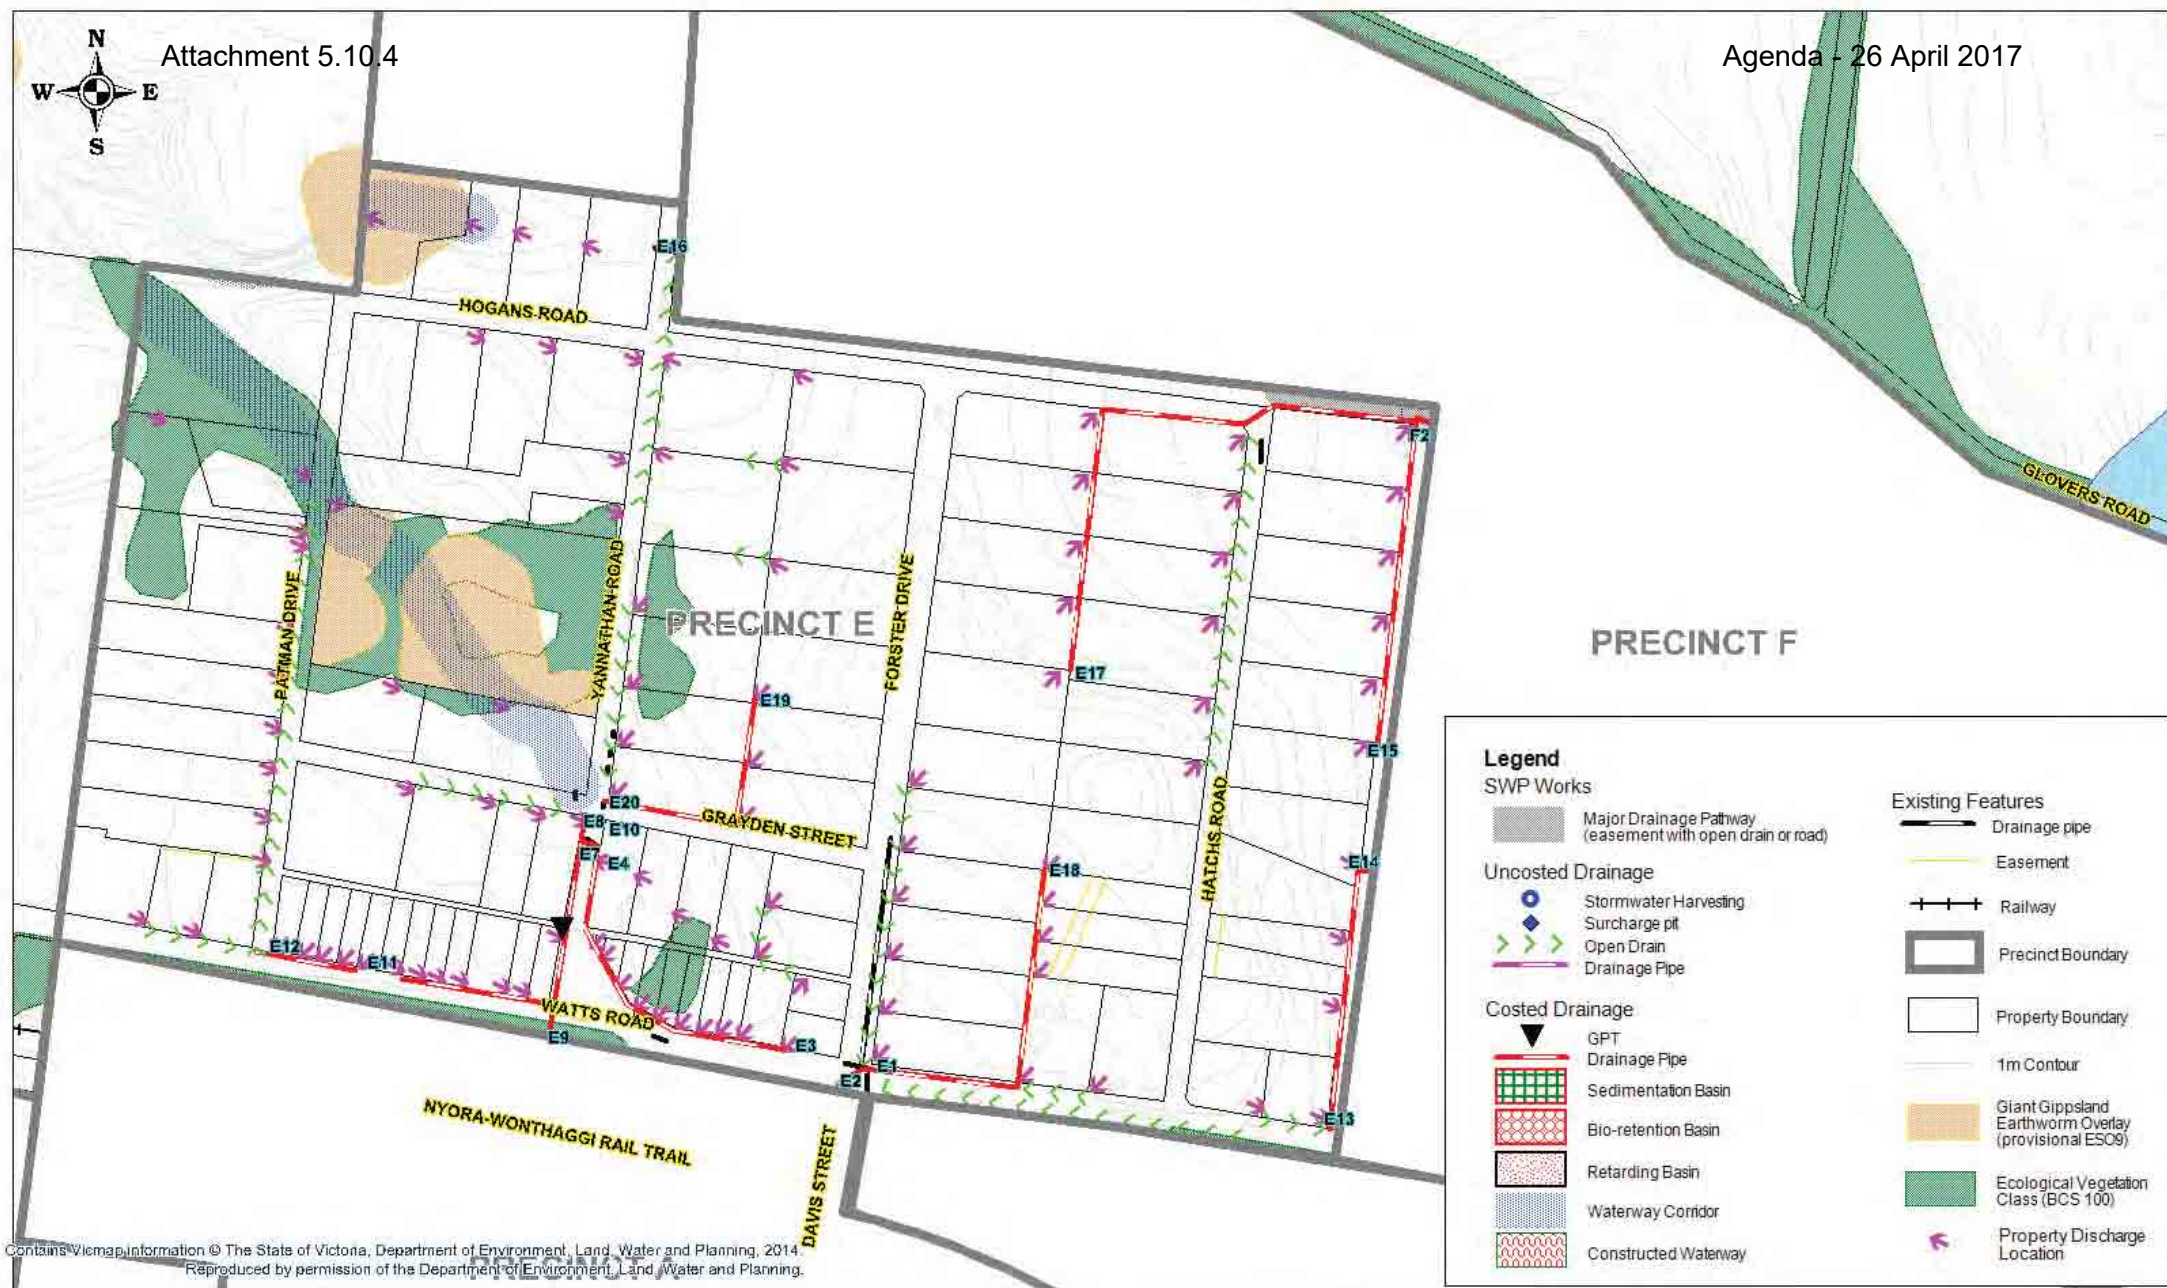 Attachment 5.10.4
Agenda - 26 April 2017
N
W E
S
E16
HOGANS ROAD
F2
GLOVERS ROAD
PATMAN DRIVE
YANNATHAN ROAD
PRECINCT E
FORSTER DRIVE
PRECINCT F
E17
E19
E15
E20
GRAYDEN STREET
HATCHS ROAD
E8
E10
E7
E4
E18
E14
E12
E11
WATTS ROAD
E9
E3
E1
E2
E13
NYORA-WONTHAGGI RAIL TRAIL
DAVIS STREET
PRECINCT A
Legend
SWP Works
Major Drainage Pathway
(easement with open drain or road)
Uncosted Drainage
Stormwater Harvesting
Surcharge pit
Open Drain
Drainage Pipe
Costed Drainage
GPT
Drainage Pipe
Sedimentation Basin
Bio-retention Basin
Retarding Basin
Waterway Corridor
Constructed Waterway
Existing Features
Drainage pipe
Easement
Railway
Precinct Boundary
Property Boundary
1m Contour
Giant Gippsland
Earthworm Overlay
(provisional ESO9)
Ecological Vegetation
Class (BCS 100)
Property Discharge
Location
Contains Vicmap information © The State of Victoria, Department of Environment, Land, Water and Planning, 2014.
Reproduced by permission of the Department of Environment, Land, Water and Planning.